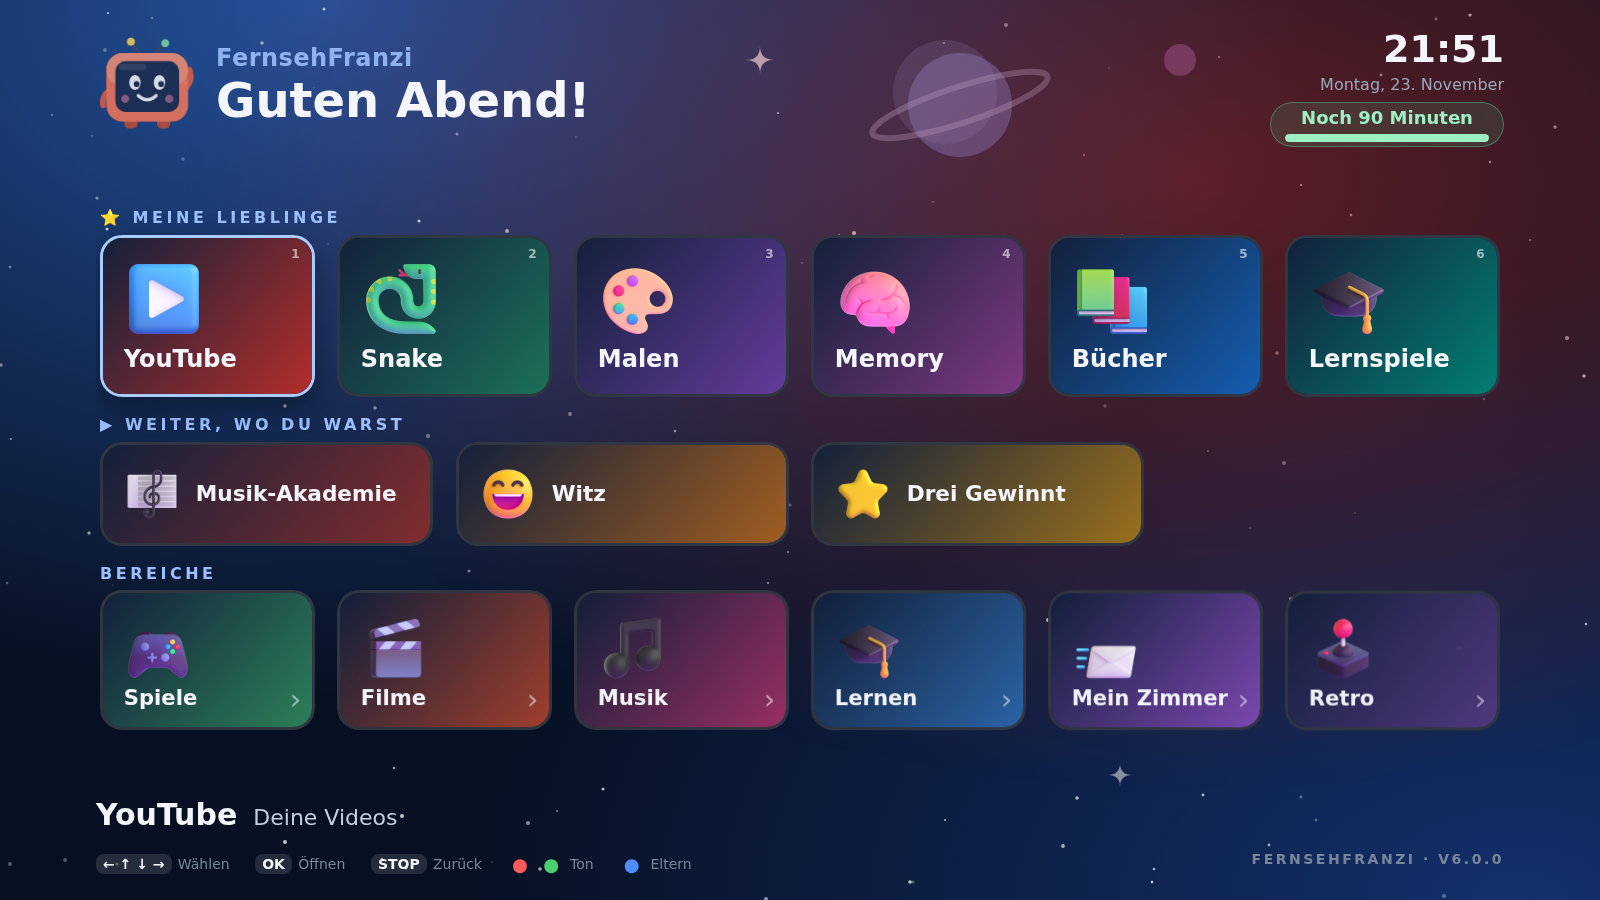 FernsehFranzi
Guten Abend!
21:51
Montag, 23. November
Noch 90 Minuten
⭐ MEINE LIEBLINGE
1
YouTube
2
Snake
3
Malen
4
Memory
5
Bücher
6
Lernspiele
▶ WEITER, WO DU WARST
Musik-Akademie
Witz
Drei Gewinnt
BEREICHE
Spiele ›
Filme ›
Musik ›
Lernen ›
Mein Zimmer ›
Retro ›
YouTube Deine Videos
←↑↓→ Wählen OK Öffnen STOP Zurück Ton Eltern
FERNSEHFRANZI · V6.0.0